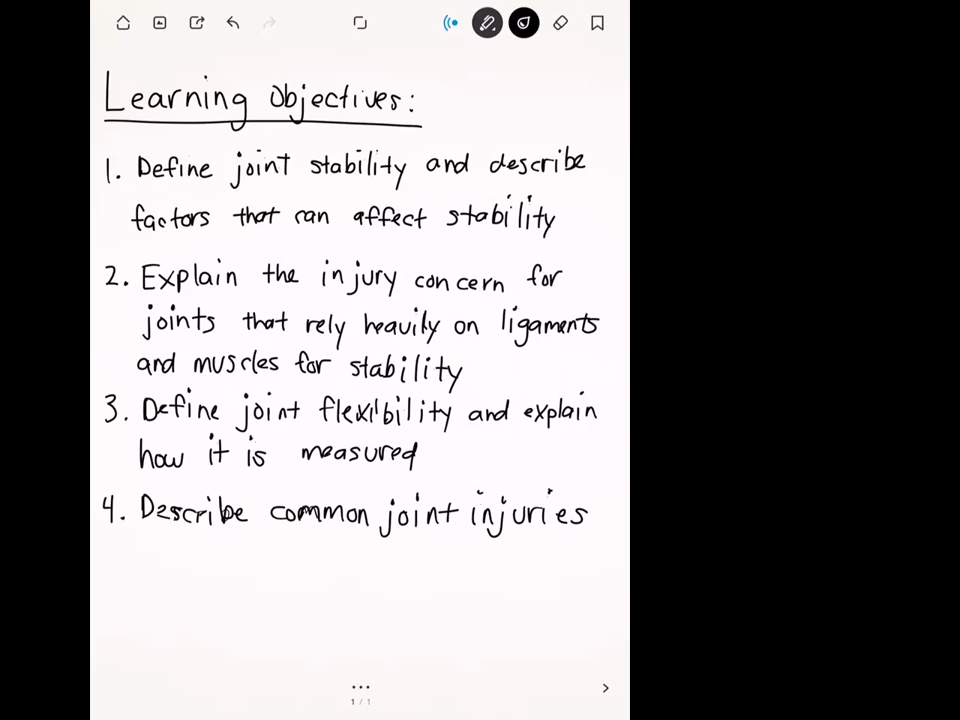 Learning Objectives:
1. Define joint stability and describe
factors that can affect stability
2. Explain the injury concern for
joints that rely heavily on ligaments
and muscles for stability
3. Define joint flexibility and explain
how it is measured
4. Describe common joint injuries
1 / 1